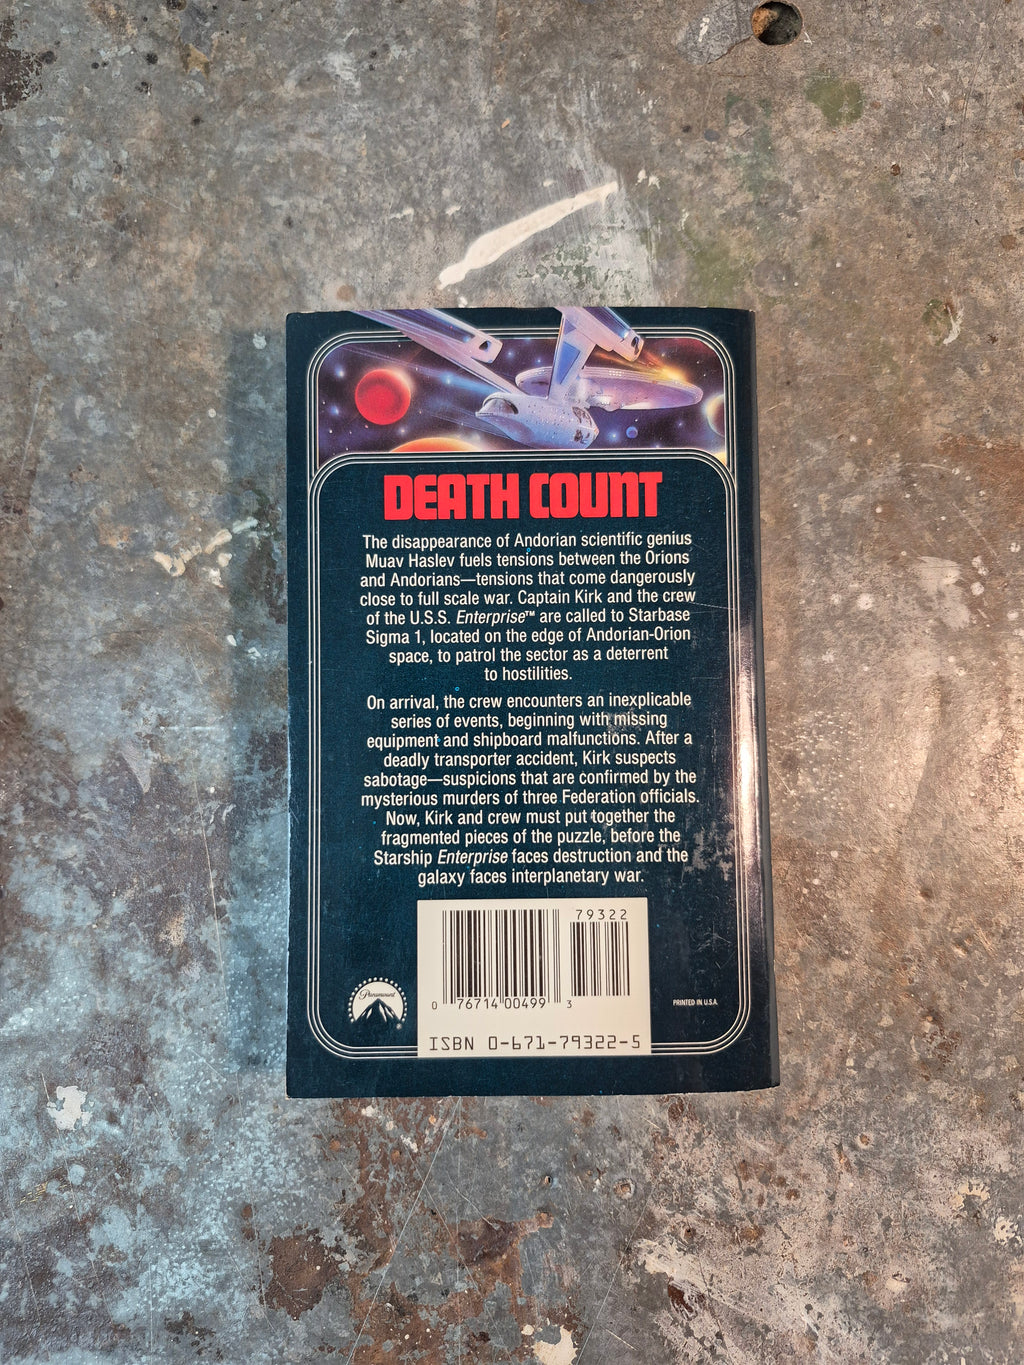 DEATH COUNT
The disappearance of Andorian scientific genius
Muav Haslev fuels tensions between the Orions
and Andorians—tensions that come dangerously
close to full scale war. Captain Kirk and the crew
of the U.S.S. Enterprise™ are called to Starbase
Sigma 1, located on the edge of Andorian-Orion
space, to patrol the sector as a deterrent
to hostilities.
On arrival, the crew encounters an inexplicable
series of events, beginning with missing
equipment and shipboard malfunctions. After a
deadly transporter accident, Kirk suspects
sabotage—suspicions that are confirmed by the
mysterious murders of three Federation officials.
Now, Kirk and crew must put together the
fragmented pieces of the puzzle, before the
Starship Enterprise faces destruction and the
galaxy faces interplanetary war.
79322
0 76714 00499 3
Paramount
PRINTED IN U.S.A.
ISBN 0-671-79322-5